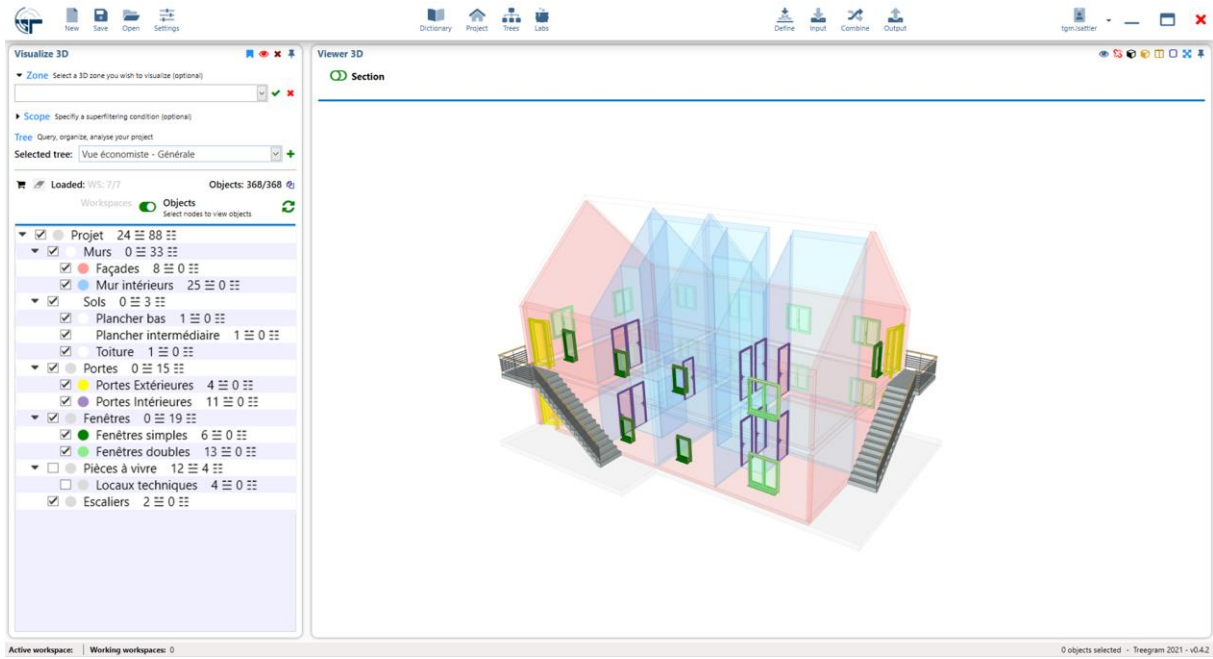 New Save Open Settings Dictionary Project Trees Labs Define Input Combine Output tgm.isattier
Visualize 3D
Zone Select a 3D zone you wish to visualize (optional)
Scope Specify a superfiltering condition (optional)
Tree Query, organize, analyse your project
Selected tree: Vue économiste - Générale
Loaded: WS: 7/7 Objects: 368/368
Workspaces Objects
Select nodes to view objects
Projet 24 88
Murs 0 33
Façades 8 0
Mur intérieurs 25 0
Sols 0 3
Plancher bas 1 0
Plancher intermédiaire 1 0
Toiture 1 0
Portes 0 15
Portes Extérieures 4 0
Portes Intérieures 11 0
Fenêtres 0 19
Fenêtres simples 6 0
Fenêtres doubles 13 0
Pièces à vivre 12 4
Locaux techniques 4 0
Escaliers 2 0
Viewer 3D
Section
Active workspace: Working workspaces: 0 0 objects selected - Treegram 2021 - v0.4.2